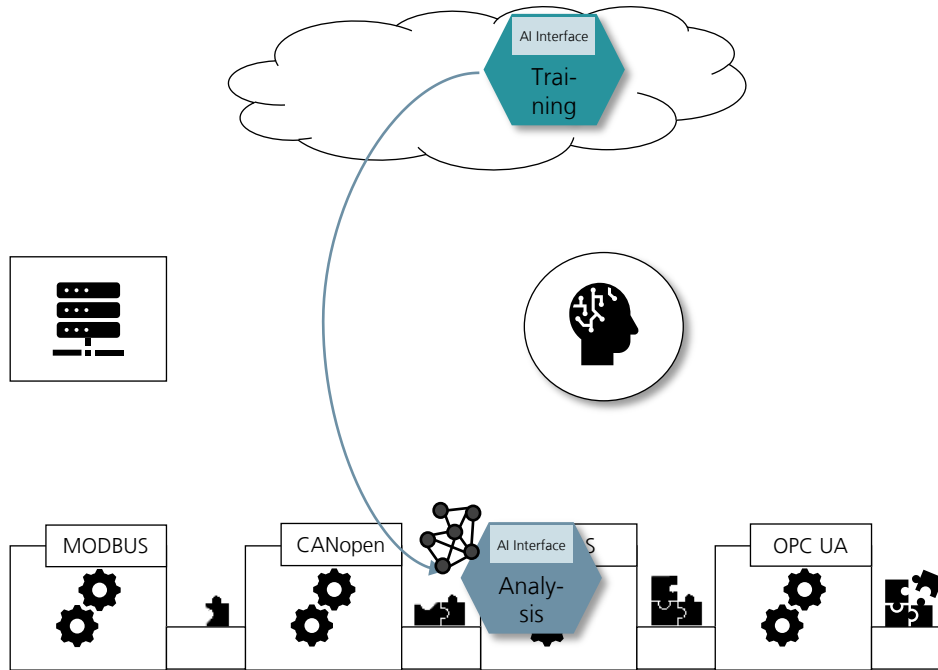 AI Interface
Trai-
ning
MODBUS
CANopen
AI Interface
S
OPC UA
Analy-
sis